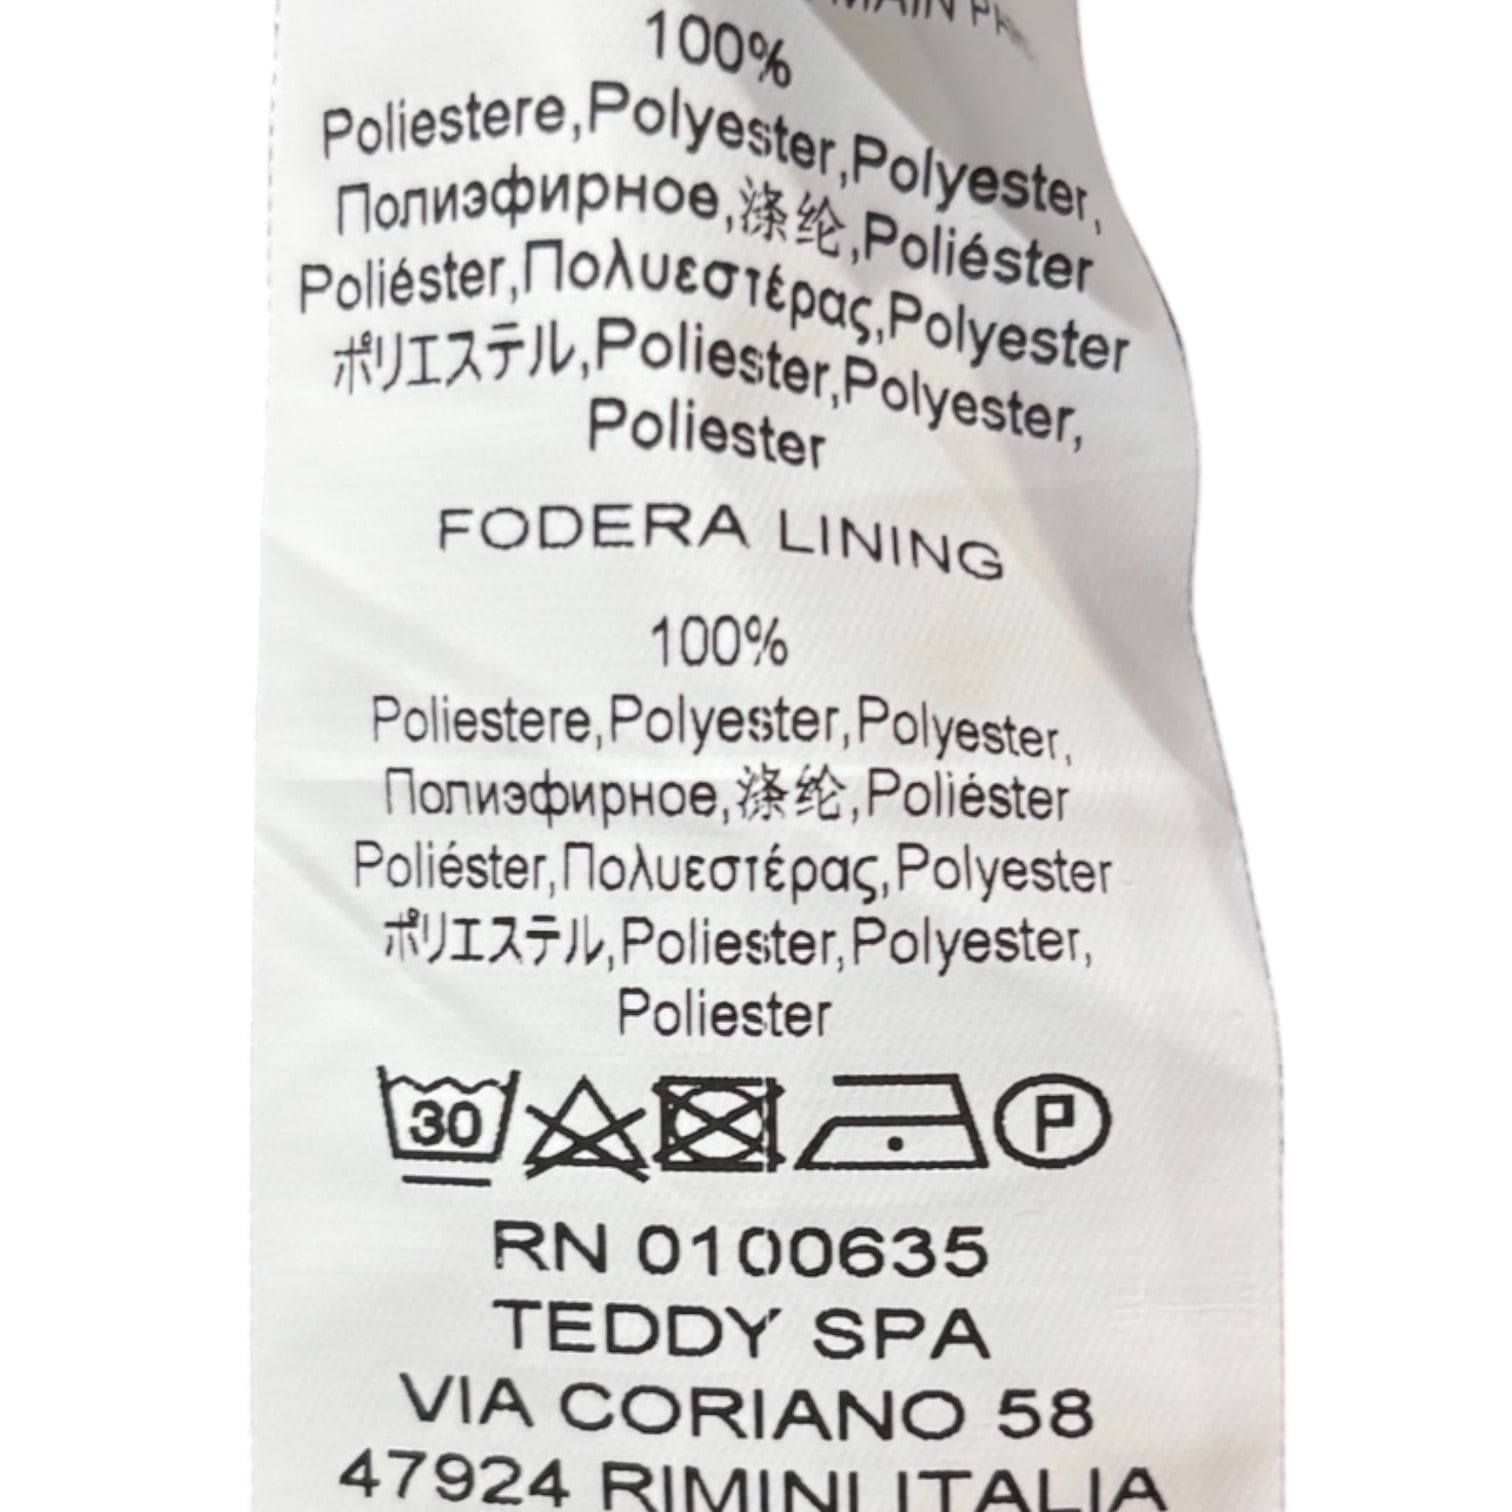 MAIN
100%
Poliestere,Polyester,Polyester,
Полиэфирное,涤纶,Poliéster
Poliéster,Πολυεστέρας,Polyester
ポリエステル,Poliester,Polyester,
Poliester
FODERA LINING
100%
Poliestere,Polyester,Polyester,
Полиэфирное,涤纶,Poliéster
Poliéster,Πολυεστέρας,Polyester
ポリエステル,Poliester,Polyester,
Poliester
30 P
RN 0100635
TEDDY SPA
VIA CORIANO 58
47924 RIMINI ITALIA